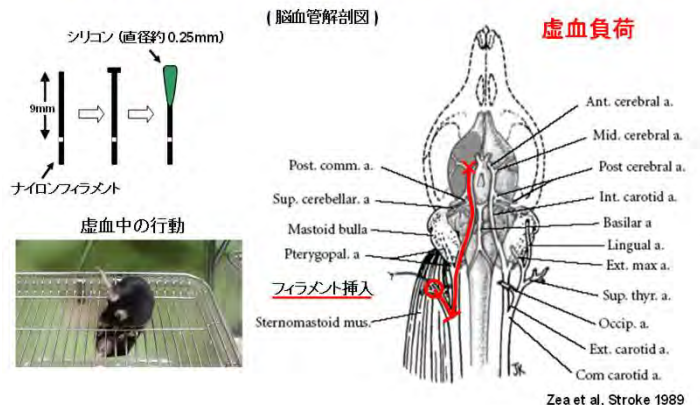 (脳血管解剖図)
虚血負荷
シリコン(直径約0.25mm)
9mm
ナイロンフィラメント
虚血中の行動
Post. comm. a.
Sup. cerebellar. a
Mastoid bulla
Pterygopal. a
フィラメント挿入
Sternomastoid mus.
Ant. cerebral a.
Mid. cerebral a.
Post cerebral a.
Int. carotid a.
Basilar a
Lingual a.
Ext. max a.
Sup. thyr. a.
Occip. a.
Ext. carotid a.
Com carotid a.
JK
Zea et al. Stroke 1989